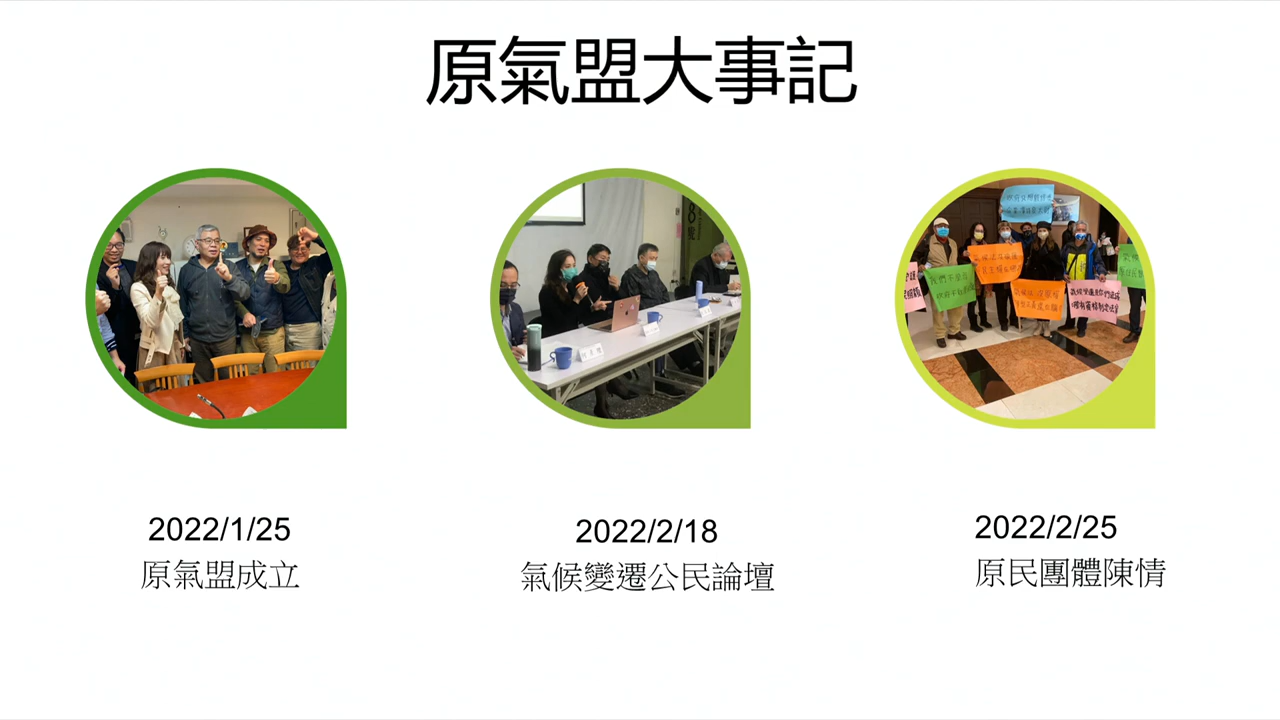 原氣盟大事記
2022/1/25
原氣盟成立
2022/2/18
氣候變遷公民論壇
2022/2/25
原民團體陳情